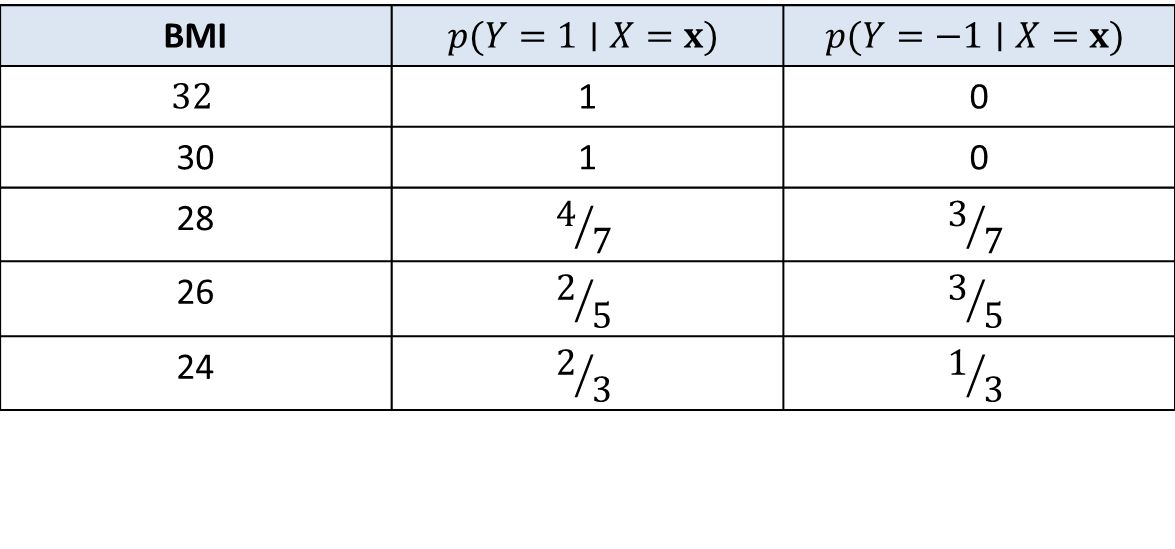 BMI p(Y = 1 | X = x) p(Y = −1 | X = x)
32 1 0
30 1 0
28 4/7 3/7
26 2/5 3/5
24 2/3 1/3